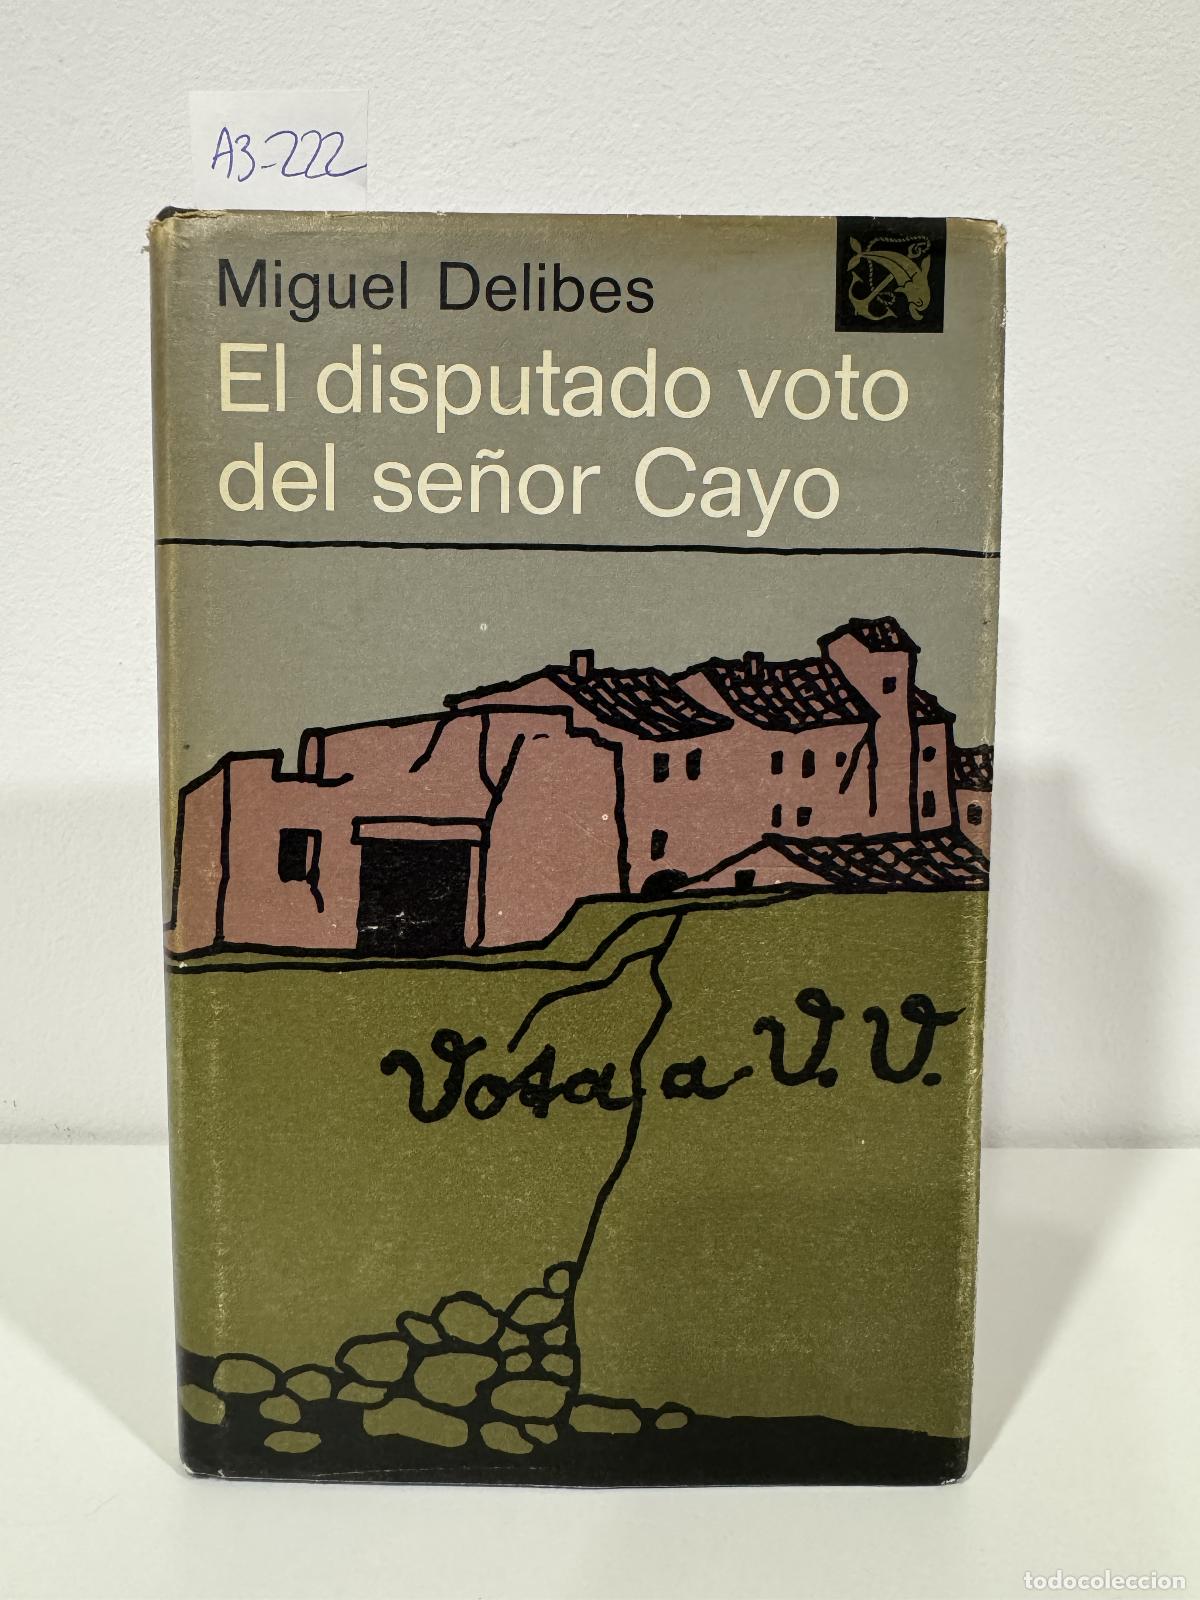 A3-222
Miguel Delibes
El disputado voto
del señor Cayo
Vota a V. V.
todocoleccion